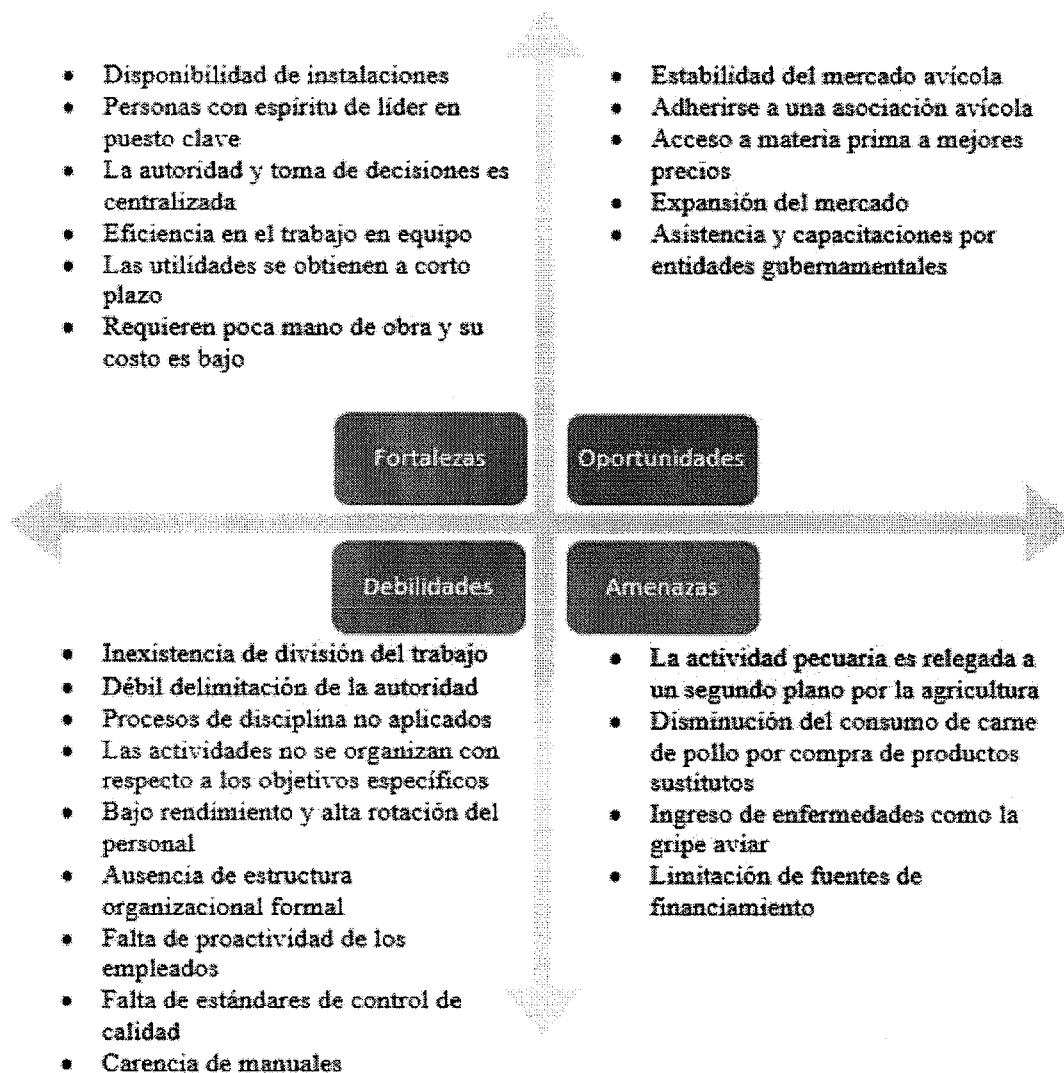 • Disponibilidad de instalaciones
• Personas con espíritu de líder en
puesto clave
• La autoridad y toma de decisiones es
centralizada
• Eficiencia en el trabajo en equipo
• Las utilidades se obtienen a corto
plazo
• Requieren poca mano de obra y su
costo es bajo
• Estabilidad del mercado avícola
• Adherirse a una asociación avícola
• Acceso a materia prima a mejores
precios
• Expansión del mercado
• Asistencia y capacitaciones por
entidades gubernamentales
Fortalezas
Oportunidades
Debilidades
Amenazas
• Inexistencia de división del trabajo
• Débil delimitación de la autoridad
• Procesos de disciplina no aplicados
• Las actividades no se organizan con
respecto a los objetivos específicos
• Bajo rendimiento y alta rotación del
personal
• Ausencia de estructura
organizacional formal
• Falta de proactividad de los
empleados
• Falta de estándares de control de
calidad
• Carencia de manuales
• La actividad pecuaria es relegada a
un segundo plano por la agricultura
• Disminución del consumo de carne
de pollo por compra de productos
sustitutos
• Ingreso de enfermedades como la
gripe aviar
• Limitación de fuentes de
financiamiento